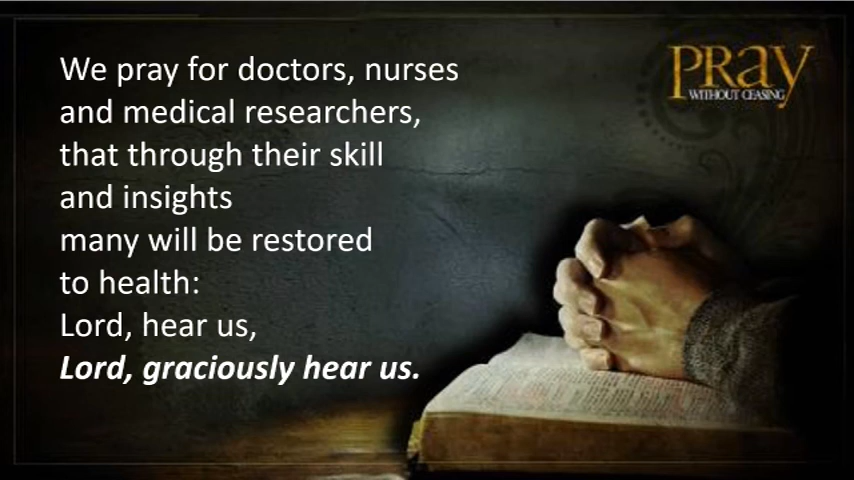 We pray for doctors, nurses
and medical researchers,
that through their skill
and insights
many will be restored
to health:
Lord, hear us,
Lord, graciously hear us.
PRay
WITHOUT CEASING